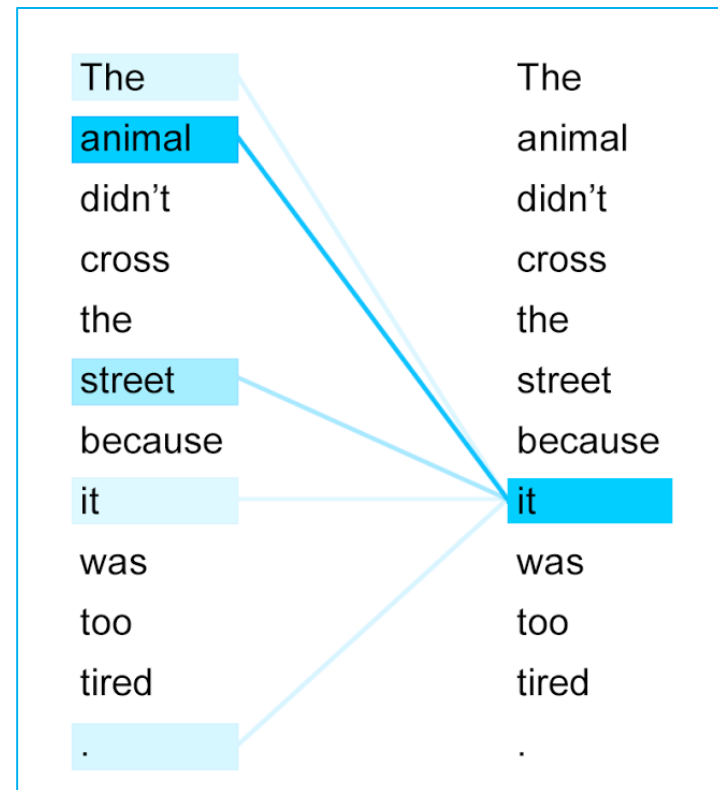 The The
animal animal
didn’t didn’t
cross cross
the the
street street
because because
it it
was was
too too
tired tired
. .